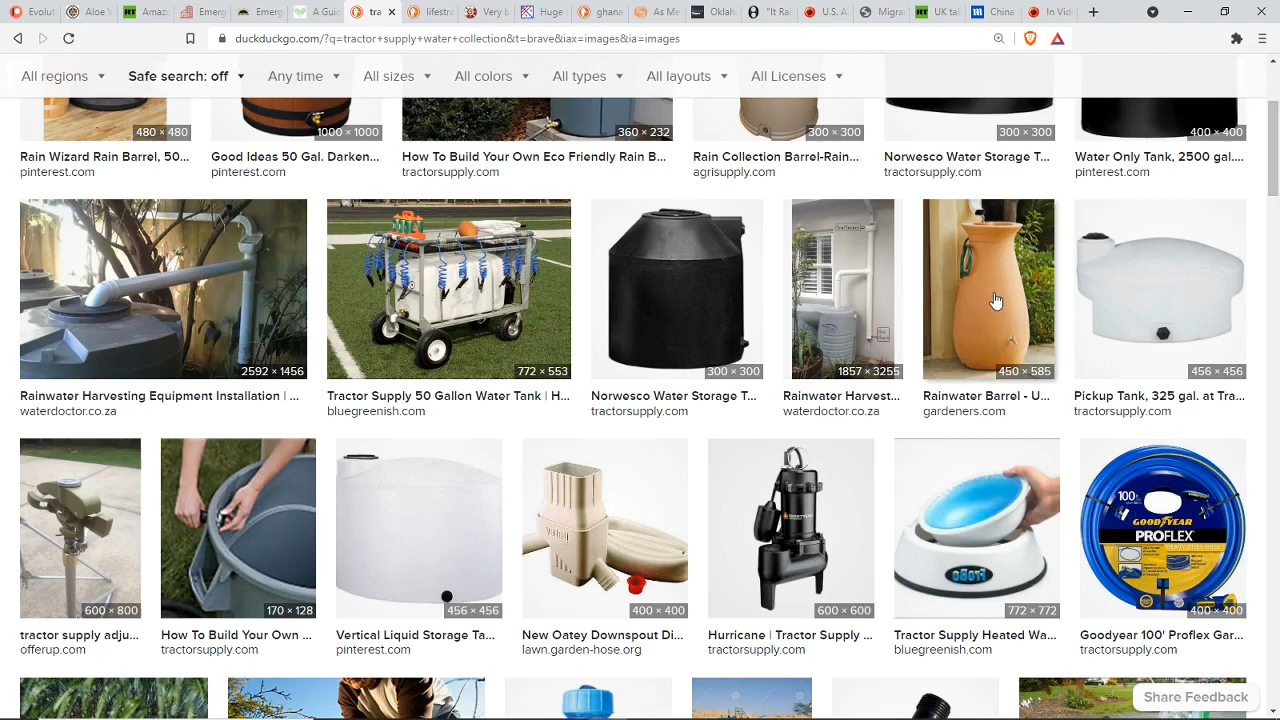 Evolut
Aloe V
Amazo
Emerg
Emerg
A Guid
tra
lifestra
Very b
Huge
ghana
As Me
Oklah
"It Rai
U.S. A
Migra
UK tal
China
In Vid
duckduckgo.com/?q=tractor+supply+water+collection&t=brave&iax=images&ia=images
All regions
Safe search: off
Any time
All sizes
All colors
All types
All layouts
All Licenses
480 × 480
1000 × 1000
360 × 232
300 × 300
300 × 300
400 × 400
Rain Wizard Rain Barrel, 50...
Good Ideas 50 Gal. Darken...
How To Build Your Own Eco Friendly Rain B...
Rain Collection Barrel-Rain...
Norwesco Water Storage T...
Water Only Tank, 2500 gal....
pinterest.com
pinterest.com
tractorsupply.com
agrisupply.com
tractorsupply.com
pinterest.com
2592 × 1456
772 × 553
300 × 300
1857 × 3255
450 × 585
456 × 456
Rainwater Harvesting Equipment Installation | ...
Tractor Supply 50 Gallon Water Tank | H...
Norwesco Water Storage T...
Rainwater Harvest...
Rainwater Barrel - U...
Pickup Tank, 325 gal. at Tra...
waterdoctor.co.za
bluegreenish.com
tractorsupply.com
waterdoctor.co.za
gardeners.com
tractorsupply.com
100'
GOODYEAR
PROFLEX
HEAVY DUTY HOSE
600 × 800
170 × 128
456 × 456
400 × 400
600 × 600
772 × 772
400 × 400
tractor supply adju...
How To Build Your Own ...
Vertical Liquid Storage Ta...
New Oatey Downspout Di...
Hurricane | Tractor Supply ...
Tractor Supply Heated Wa...
Goodyear 100' Proflex Gar...
offerup.com
tractorsupply.com
pinterest.com
lawn.garden-hose.org
tractorsupply.com
bluegreenish.com
tractorsupply.com
Share Feedback